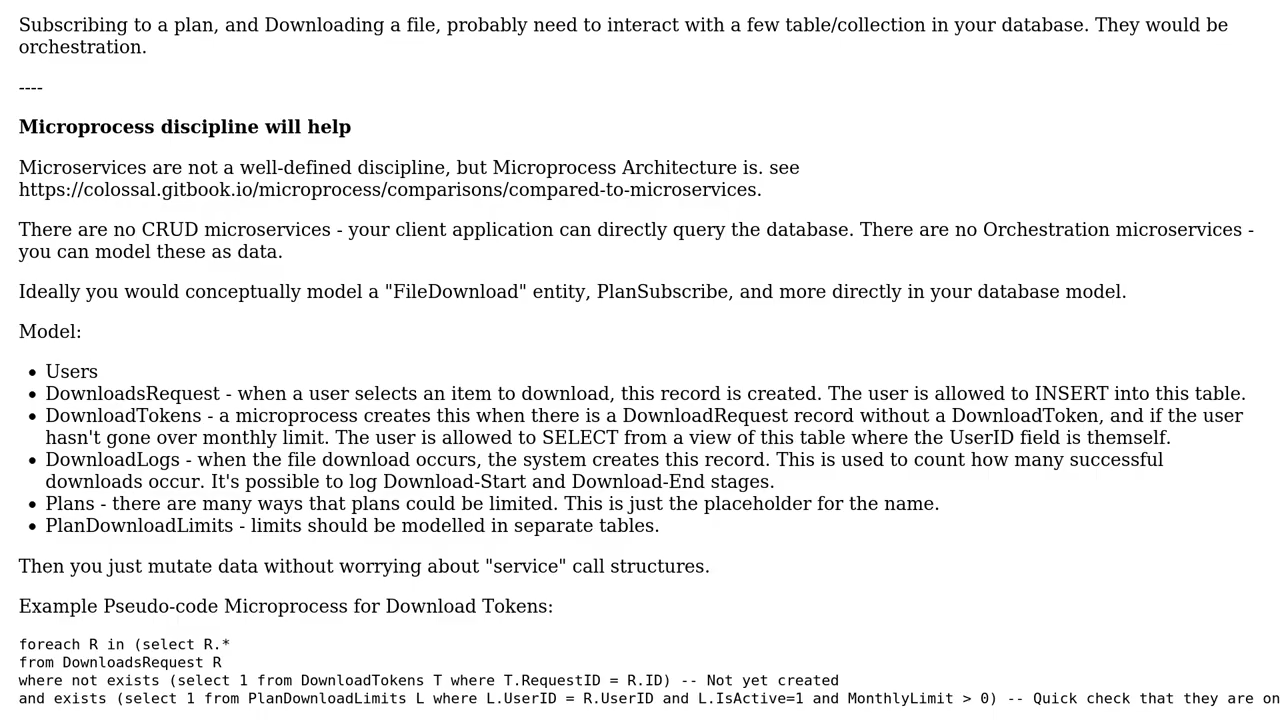 Subscribing to a plan, and Downloading a file, probably need to interact with a few table/collection in your database. They would be
orchestration.
----
Microprocess discipline will help
Microservices are not a well-defined discipline, but Microprocess Architecture is. see
https://colossal.gitbook.io/microprocess/comparisons/compared-to-microservices.
There are no CRUD microservices - your client application can directly query the database. There are no Orchestration microservices -
you can model these as data.
Ideally you would conceptually model a "FileDownload" entity, PlanSubscribe, and more directly in your database model.
Model:
• Users
• DownloadsRequest - when a user selects an item to download, this record is created. The user is allowed to INSERT into this table.
• DownloadTokens - a microprocess creates this when there is a DownloadRequest record without a DownloadToken, and if the user
hasn't gone over monthly limit. The user is allowed to SELECT from a view of this table where the UserID field is themself.
• DownloadLogs - when the file download occurs, the system creates this record. This is used to count how many successful
downloads occur. It's possible to log Download-Start and Download-End stages.
• Plans - there are many ways that plans could be limited. This is just the placeholder for the name.
• PlanDownloadLimits - limits should be modelled in separate tables.
Then you just mutate data without worrying about "service" call structures.
Example Pseudo-code Microprocess for Download Tokens:
foreach R in (select R.*
from DownloadsRequest R
where not exists (select 1 from DownloadTokens T where T.RequestID = R.ID) -- Not yet created
and exists (select 1 from PlanDownloadLimits L where L.UserID = R.UserID and L.IsActive=1 and MonthlyLimit > 0) -- Quick check that they are on